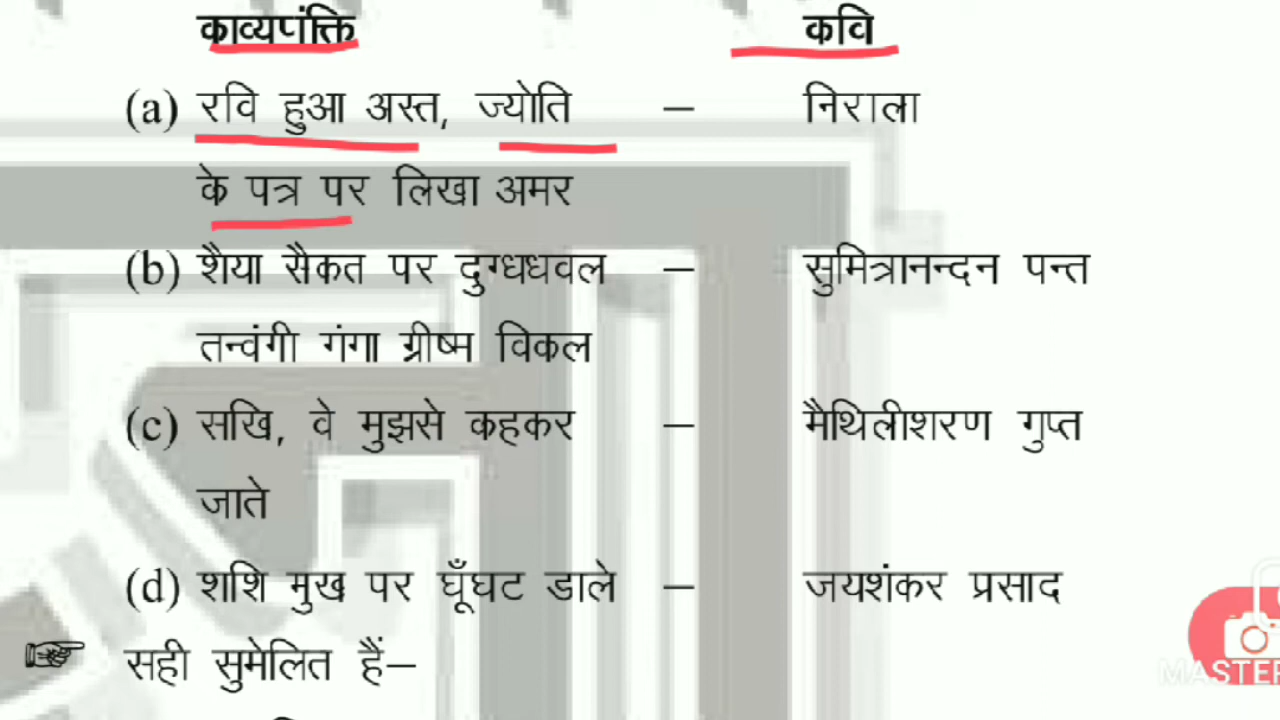 काव्यपंक्ति कवि
(a) रवि हुआ अस्त, ज्योति – निराला
के पत्र पर लिखा अमर
(b) शैया सैकत पर दुग्धधवल – सुमित्रानन्दन पन्त
तन्वंगी गंगा ग्रीष्म विकल
(c) सखि, वे मुझसे कहकर – मैथिलीशरण गुप्त
जाते
(d) शशि मुख पर घूँघट डाले – जयशंकर प्रसाद
☞ सही सुमेलित हैं–